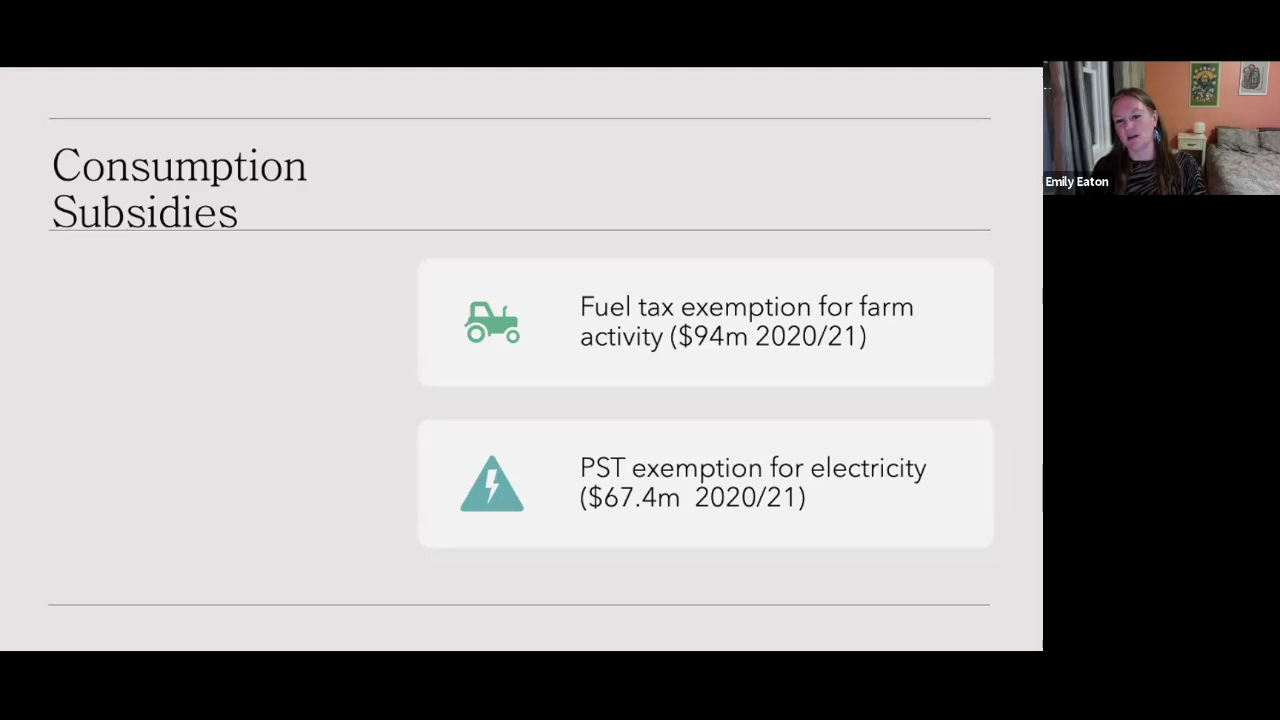 Consumption
Subsidies
Fuel tax exemption for farm
activity ($94m 2020/21)
PST exemption for electricity
($67.4m 2020/21)
Emily Eaton